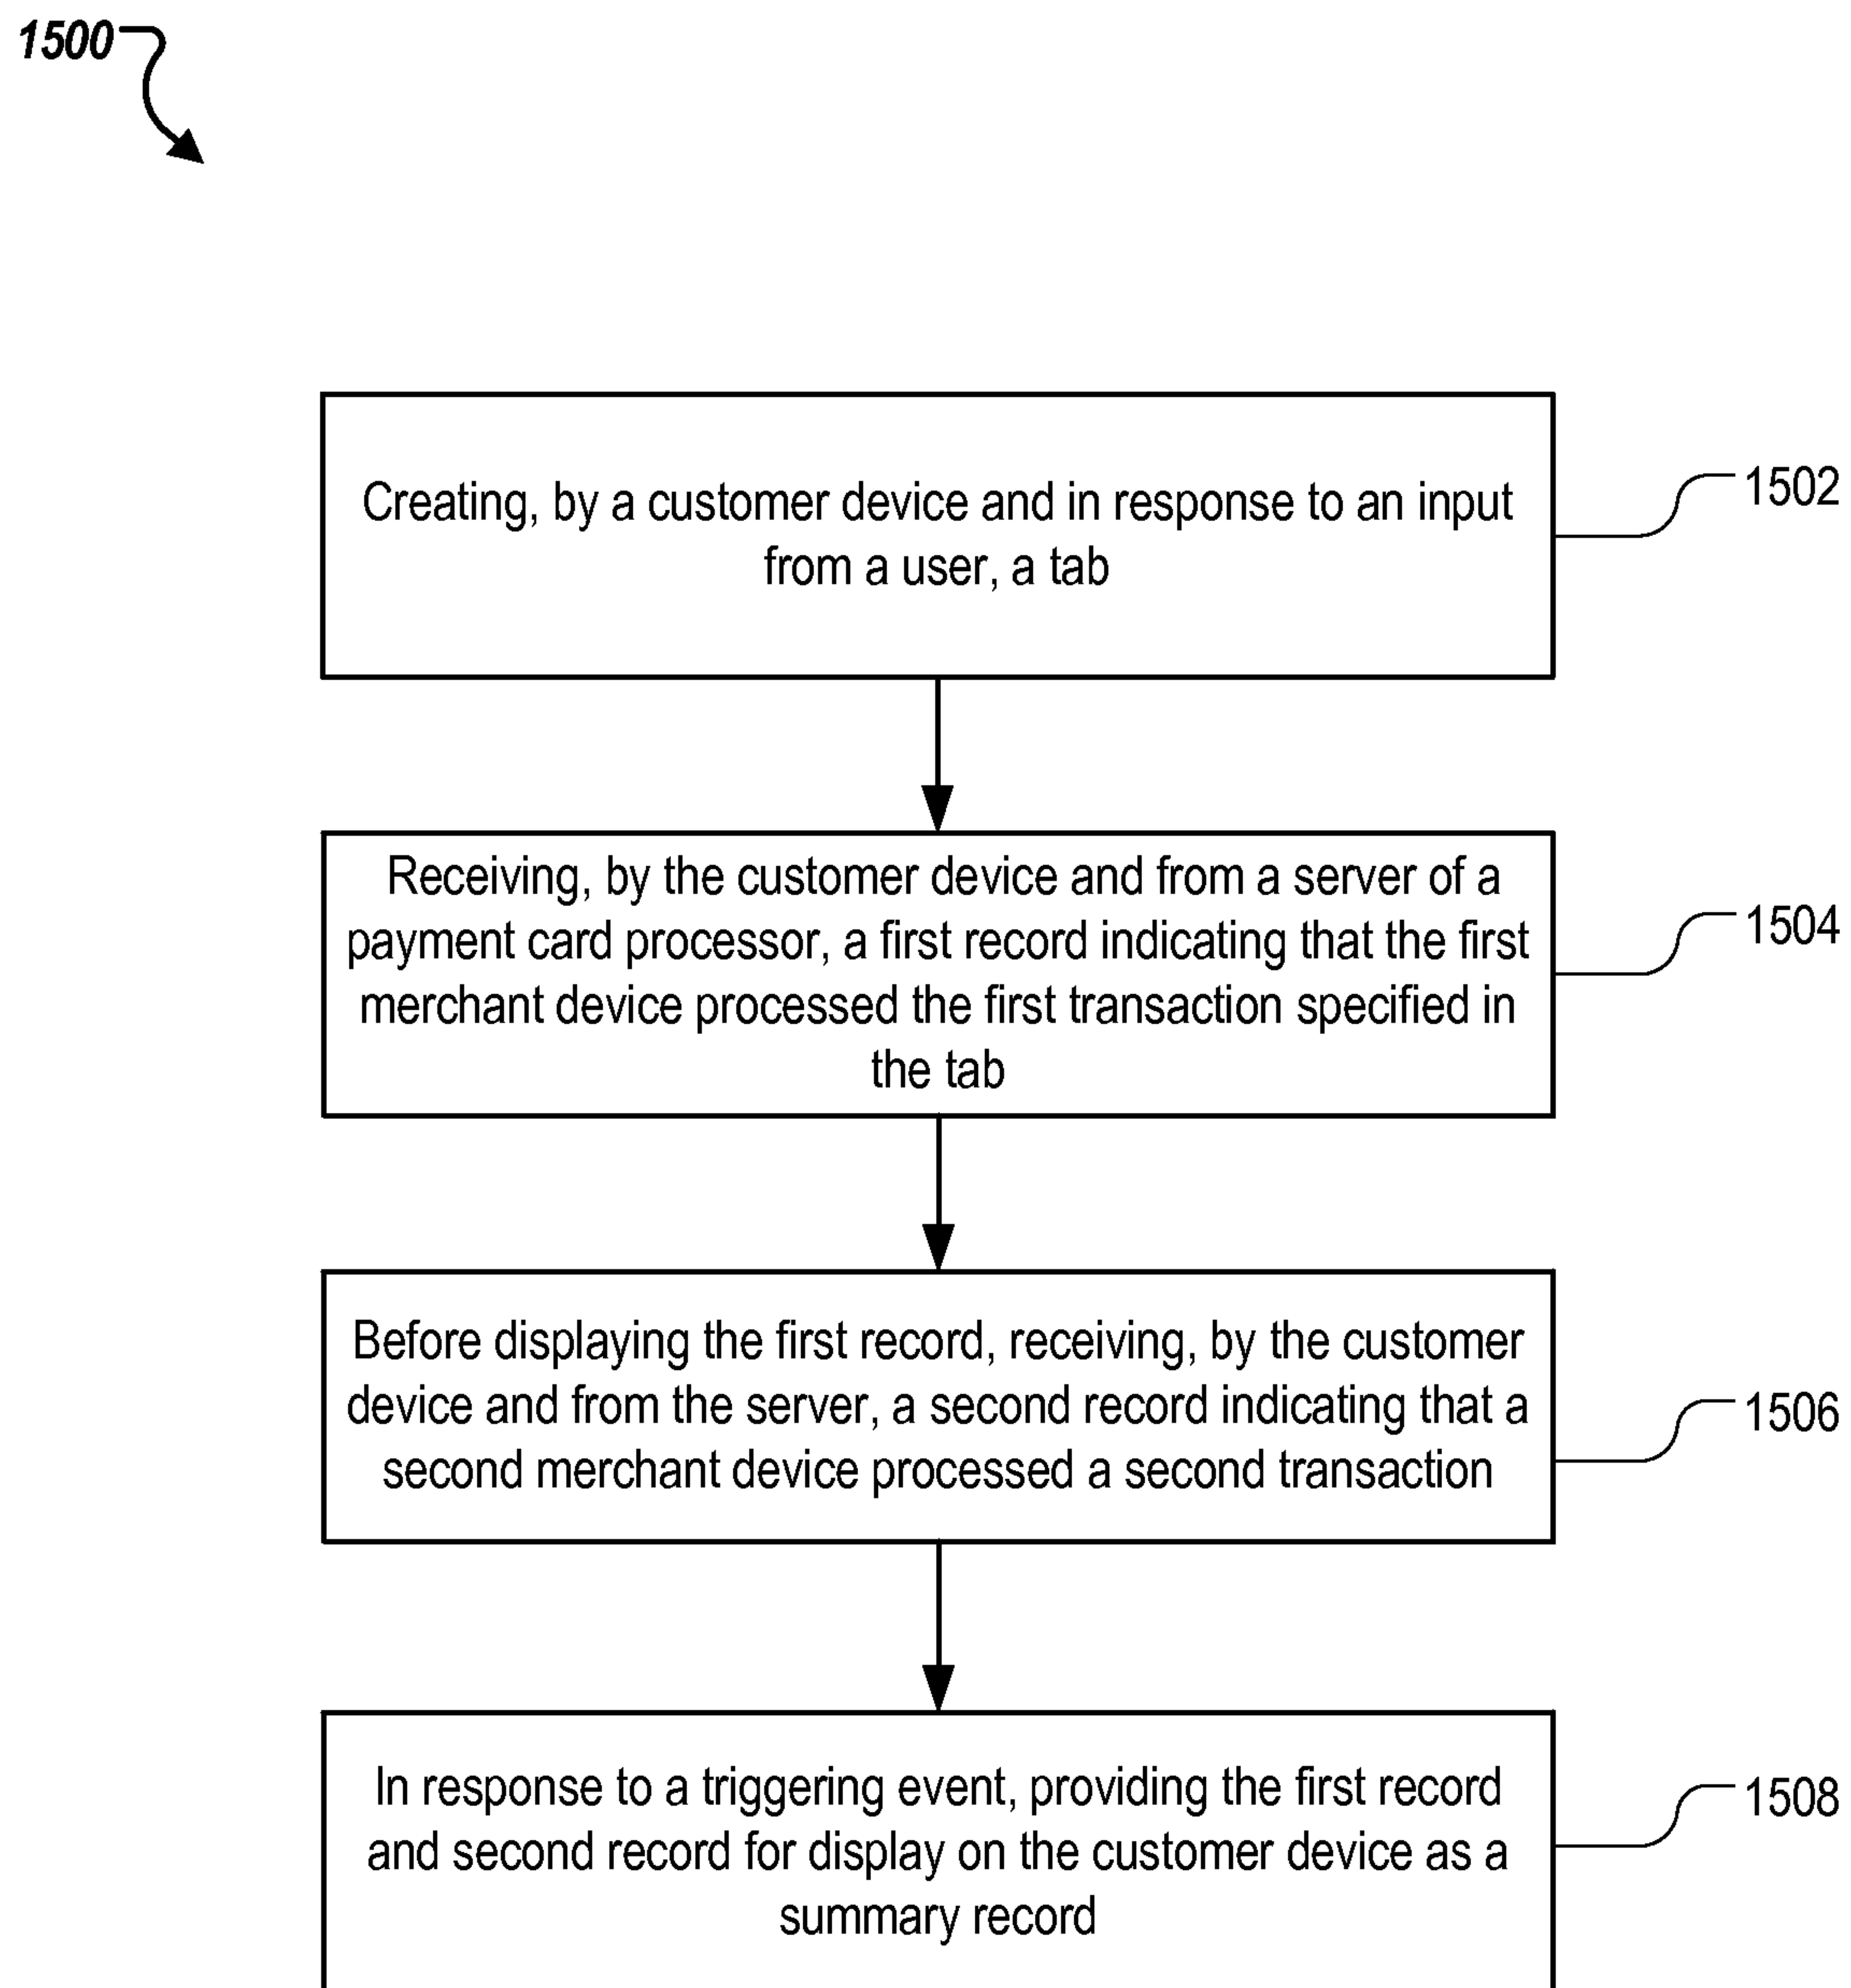 1500
Creating, by a customer device and in response to an input
from a user, a tab
1502
Receiving, by the customer device and from a server of a
payment card processor, a first record indicating that the first
merchant device processed the first transaction specified in
the tab
1504
Before displaying the first record, receiving, by the customer
device and from the server, a second record indicating that a
second merchant device processed a second transaction
1506
In response to a triggering event, providing the first record
and second record for display on the customer device as a
summary record
1508